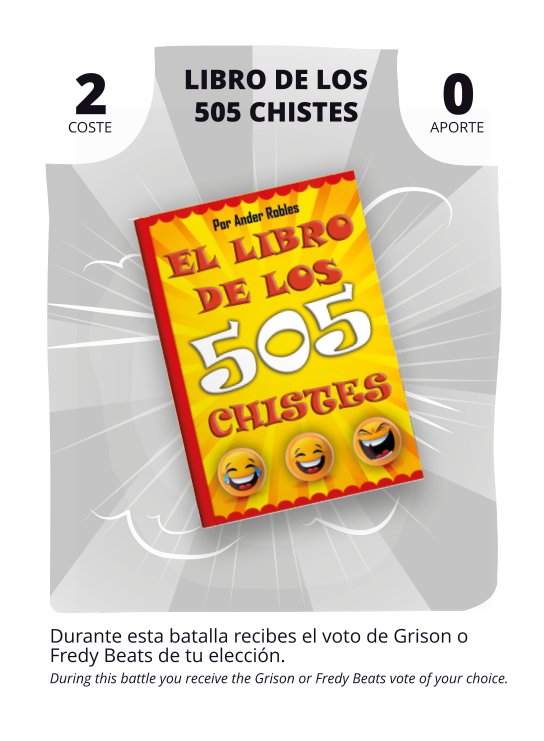 2
COSTE
LIBRO DE LOS
505 CHISTES
0
APORTE
Por Ander Robles
EL LIBRO
DE LOS
505
CHISTES
Durante esta batalla recibes el voto de Grison o
Fredy Beats de tu elección.
During this battle you receive the Grison or Fredy Beats vote of your choice.